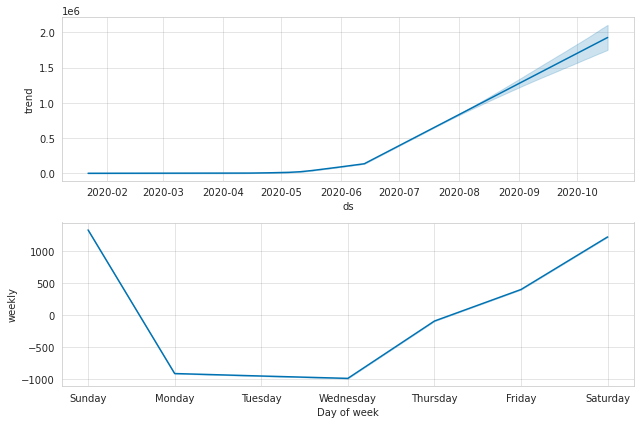 1e6
2.0
1.5
1.0
0.5
0.0
trend
2020-02 2020-03 2020-04 2020-05 2020-06 2020-07 2020-08 2020-09 2020-10
ds
1000
500
0
−500
−1000
weekly
Sunday Monday Tuesday Wednesday Thursday Friday Saturday
Day of week